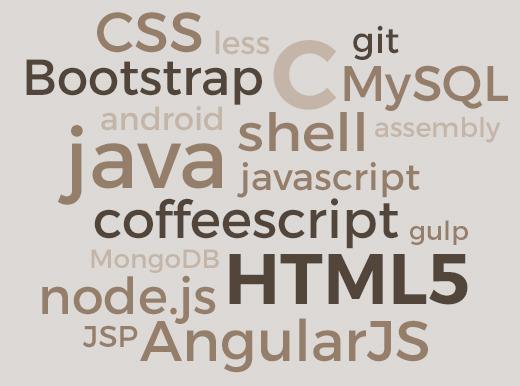 CSS less C git
Bootstrap MySQL
android shell assembly
java javascript
coffeescript gulp
MongoDB HTML5
node.js
JSP AngularJS